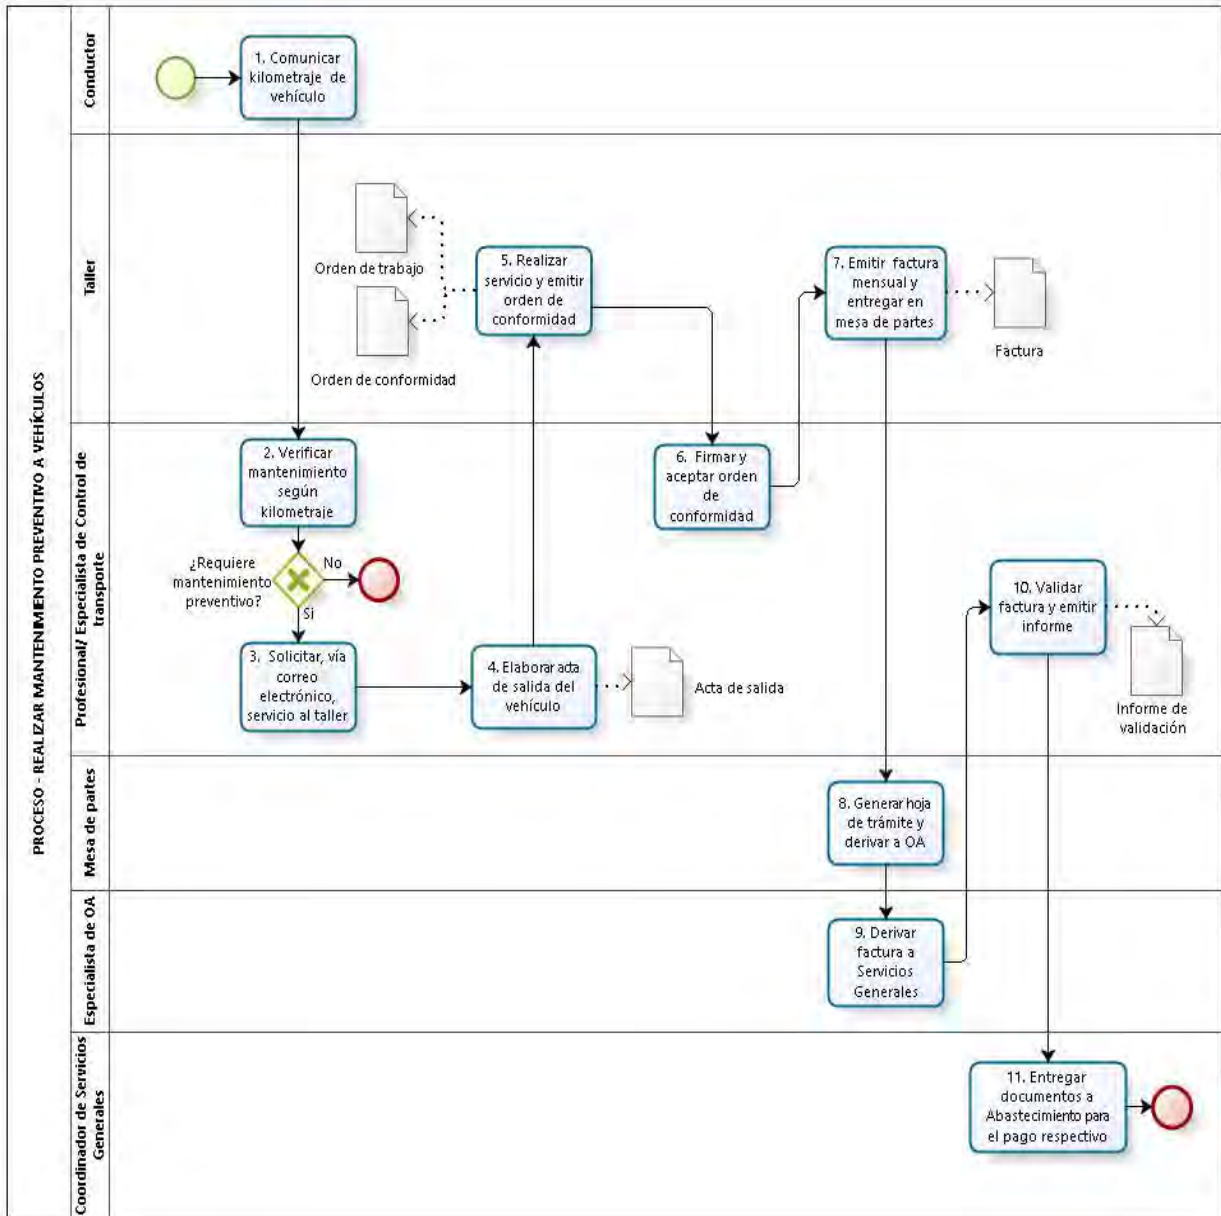 PROCESO - REALIZAR MANTENIMIENTO PREVENTIVO A VEHÍCULOS
Conductor
1. Comunicar
kilometraje de
vehículo
Taller
Orden de trabajo
Orden de conformidad
5. Realizar
servicio y emitir
orden de
conformidad
7. Emitir factura
mensual y
entregar en
mesa de partes
Factura
Profesional/ Especialista de Control de
transporte
2. Verificar
mantenimiento
según
kilometraje
¿Requiere
mantenimiento
preventivo?
No
Si
3. Solicitar, vía
correo
electrónico,
servicio al taller
4. Elaborar acta
de salida del
vehículo
Acta de salida
6. Firmar y
aceptar orden
de
conformidad
10. Validar
factura y emitir
informe
Informe de
validación
Mesa de partes
8. Generar hoja
de trámite y
derivar a OA
Especialista de OA
9. Derivar
factura a
Servicios
Generales
Coordinador de Servicios
Generales
11. Entregar
documentos a
Abastecimiento para
el pago respectivo